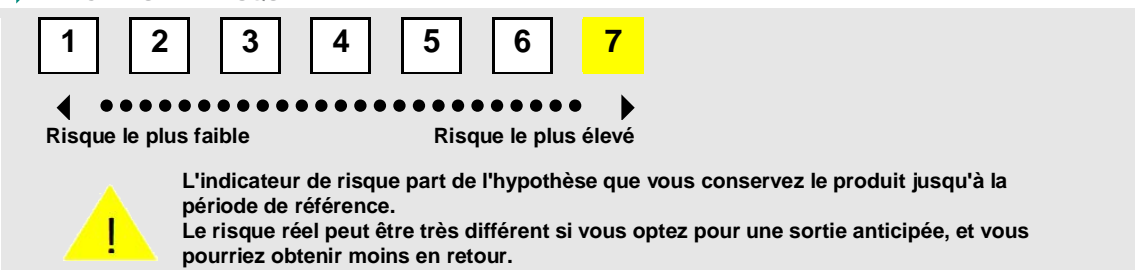 1 2 3 4 5 6 7
Risque le plus faible Risque le plus élevé
L'indicateur de risque part de l'hypothèse que vous conservez le produit jusqu'à la
période de référence.
Le risque réel peut être très différent si vous optez pour une sortie anticipée, et vous
pourriez obtenir moins en retour.
!